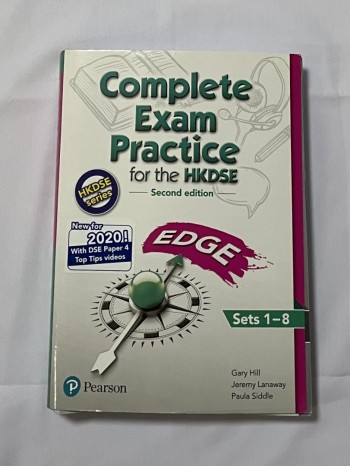 Complete
Exam
Practice
for the HKDSE
Second edition
HKDSE
series
New for
2020!
With DSE Paper 4
Top Tips videos
EDGE
Sets 1–8
Gary Hill
Jeremy Lanaway
Paula Siddle
Pearson